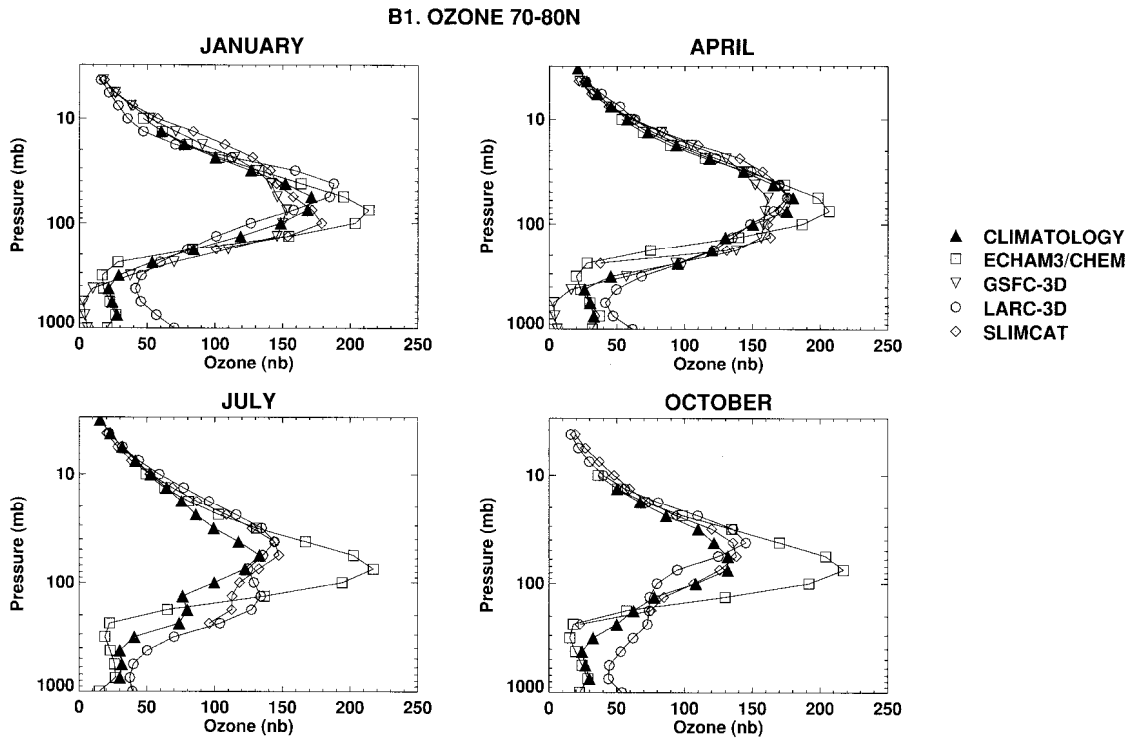 B1. OZONE 70-80N
JANUARY
APRIL
10
100
1000
Pressure (mb)
0 50 100 150 200 250
Ozone (nb)
10
100
1000
Pressure (mb)
0 50 100 150 200 250
Ozone (nb)
CLIMATOLOGY
ECHAM3/CHEM
GSFC-3D
LARC-3D
SLIMCAT
JULY
OCTOBER
10
100
1000
Pressure (mb)
0 50 100 150 200 250
Ozone (nb)
10
100
1000
Pressure (mb)
0 50 100 150 200 250
Ozone (nb)